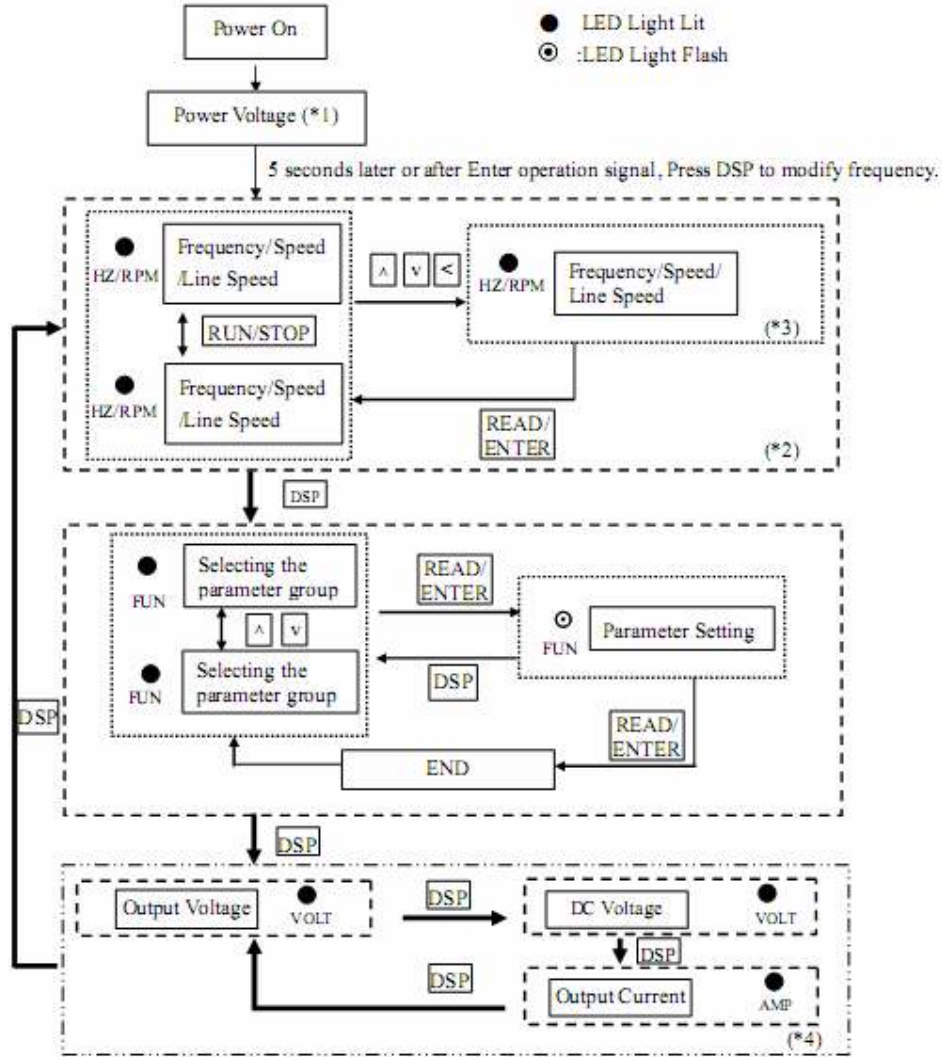 Power On
LED Light Lit
:LED Light Flash
Power Voltage (*1)
5 seconds later or after Enter operation signal, Press DSP to modify frequency.
Frequency/Speed
/Line Speed
HZ/RPM
^ v <
Frequency/Speed/
Line Speed
HZ/RPM
(*3)
RUN/STOP
Frequency/Speed
/Line Speed
HZ/RPM
READ/
ENTER
(*2)
DSP
Selecting the
parameter group
FUN
READ/
ENTER
Parameter Setting
FUN
^ v
Selecting the
parameter group
FUN
DSP
DSP
READ/
ENTER
END
DSP
Output Voltage
VOLT
DSP
DC Voltage
VOLT
DSP
DSP
Output Current
AMP
(*4)